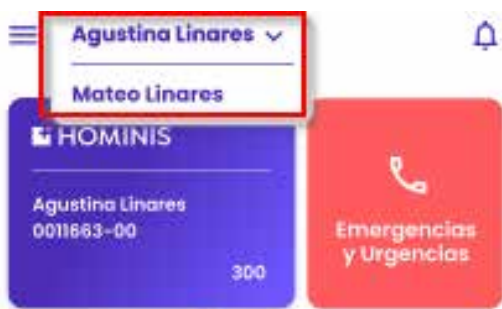 Agustina Linares
Mateo Linares
HOMINIS
Agustina Linares
0011663-00
300
Emergencias
y Urgencias